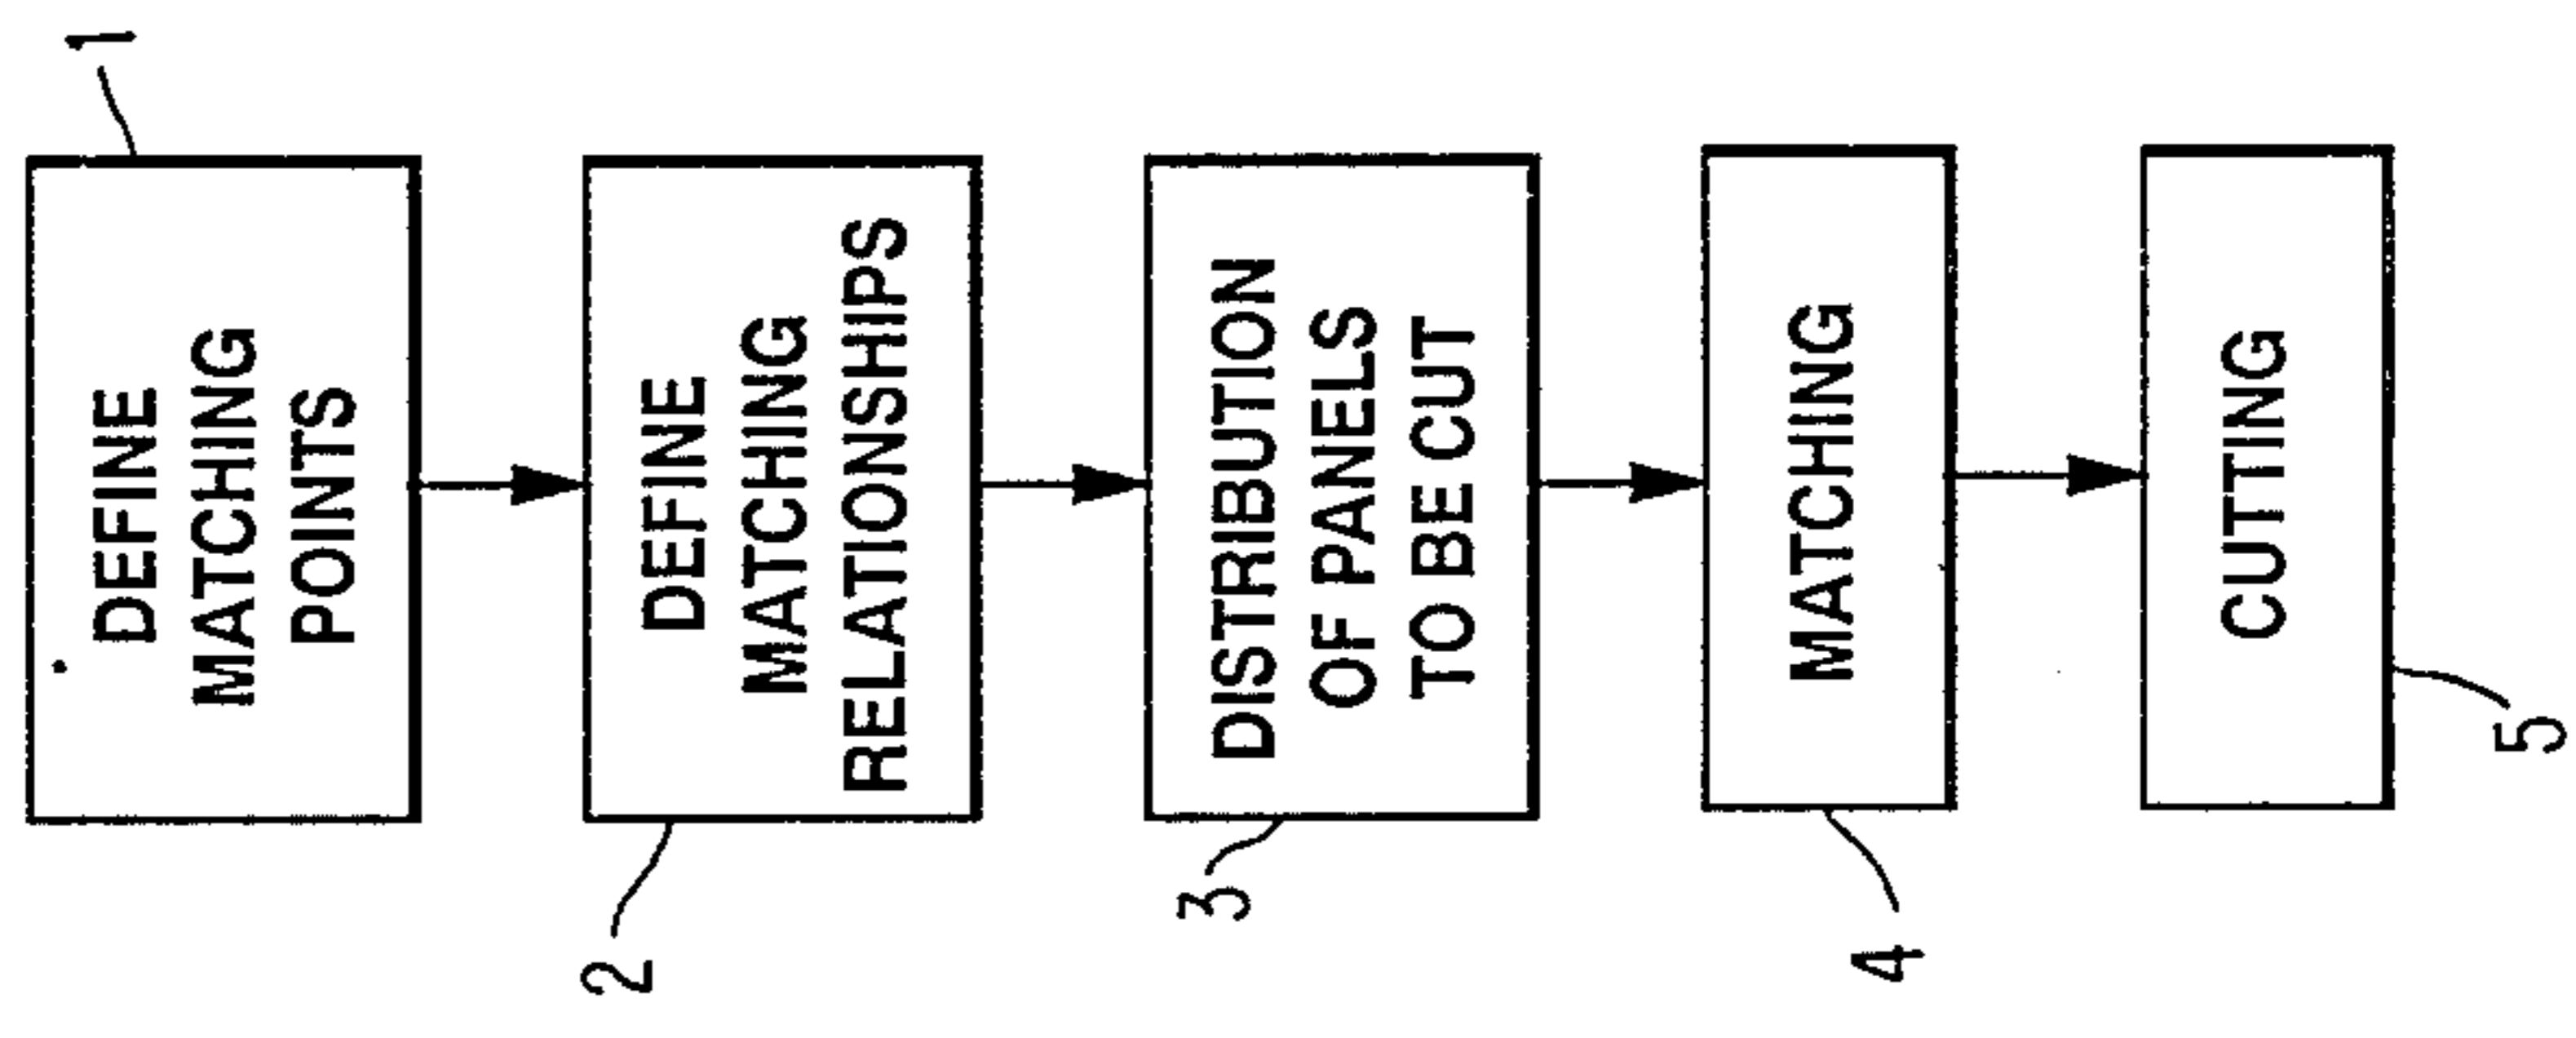 1
DEFINE
MATCHING
POINTS
2
DEFINE
MATCHING
RELATIONSHIPS
3
DISTRIBUTION
OF PANELS
TO BE CUT
4
MATCHING
5
CUTTING